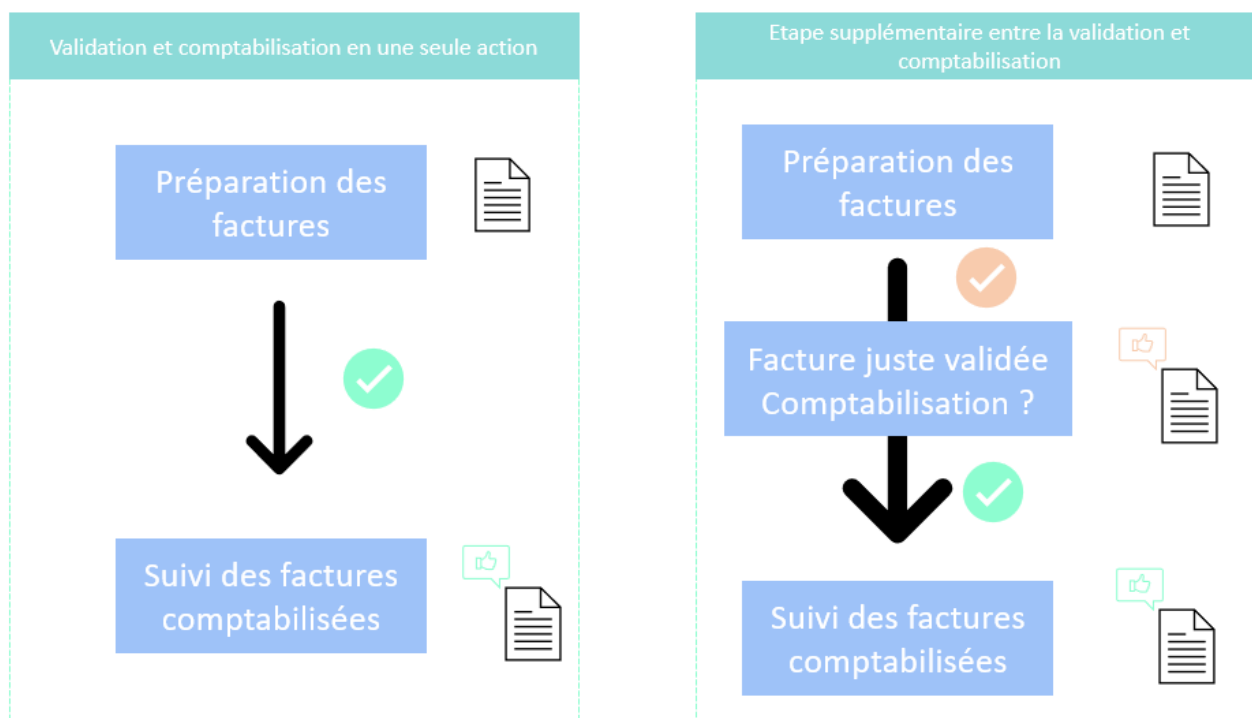 Validation et comptabilisation en une seule action
Préparation des
factures
Suivi des factures
comptabilisées
Etape supplémentaire entre la validation et
comptabilisation
Préparation des
factures
Facture juste validée
Comptabilisation ?
Suivi des factures
comptabilisées